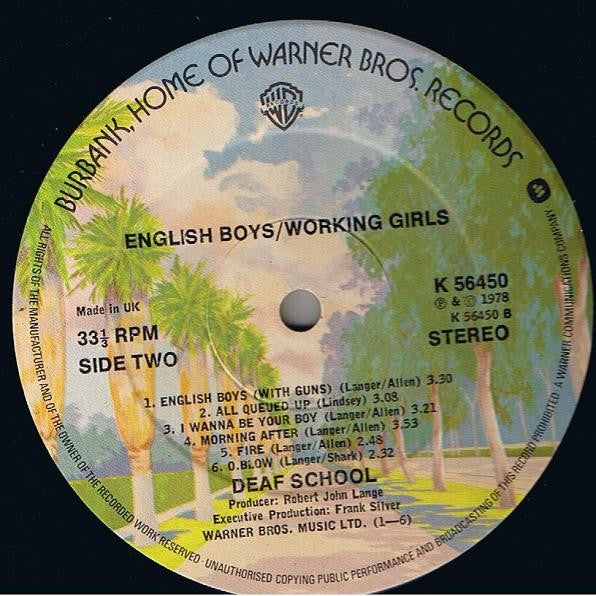 BURBANK, HOME OF WARNER BROS. RECORDS
ENGLISH BOYS/WORKING GIRLS
Made in UK
33⅓ RPM
SIDE TWO
K 56450
℗ & © 1978
K 56450 B
STEREO
1. ENGLISH BOYS (WITH GUNS) (Langer/Allen) 3.30
2. ALL QUEUED UP (Lindsey) 3.08
3. I WANNA BE YOUR BOY (Langer/Allen) 3.21
4. MORNING AFTER (Langer/Allen) 3.53
5. FIRE (Langer/Allen) 2.48
6. O.BLOW (Langer/Shark) 2.32
DEAF SCHOOL
Producer: Robert John Lange
Executive Production: Frank Silver
WARNER BROS. MUSIC LTD. (1—6)
ALL RIGHTS OF THE MANUFACTURER AND OF THE OWNER OF THE RECORDED WORK RESERVED · UNAUTHORISED COPYING PUBLIC PERFORMANCE AND BROADCASTING OF THIS RECORD PROHIBITED · A WARNER COMMUNICATIONS COMPANY ·